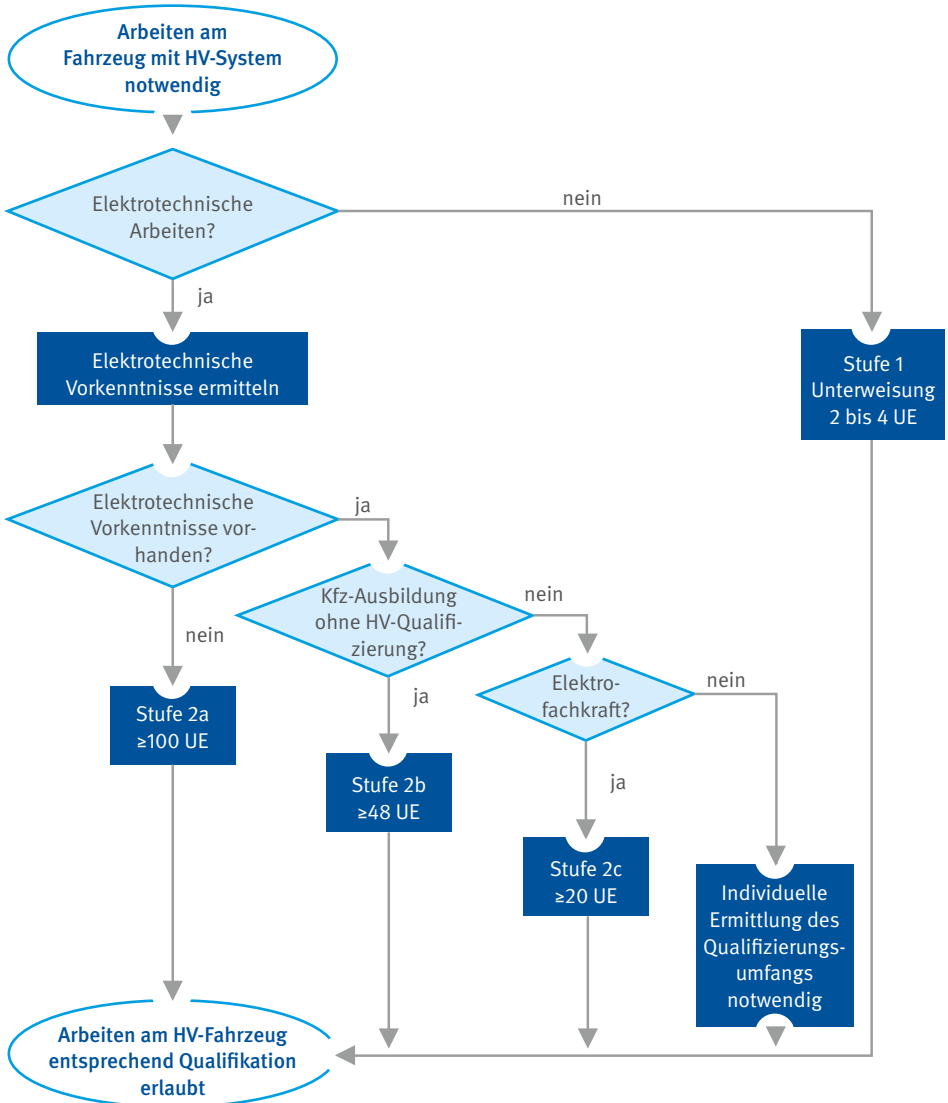 Arbeiten am
Fahrzeug mit HV-System
notwendig
Elektrotechnische
Arbeiten?
nein
ja
Elektrotechnische
Vorkenntnisse ermitteln
Stufe 1
Unterweisung
2 bis 4 UE
Elektrotechnische
Vorkenntnisse vor-
handen?
ja
nein
Kfz-Ausbildung
ohne HV-Qualifi-
zierung?
nein
ja
Elektro-
fachkraft?
nein
ja
Stufe 2a
≥100 UE
Stufe 2b
≥48 UE
Stufe 2c
≥20 UE
Individuelle
Ermittlung des
Qualifizierungs-
umfangs
notwendig
Arbeiten am HV-Fahrzeug
entsprechend Qualifikation
erlaubt